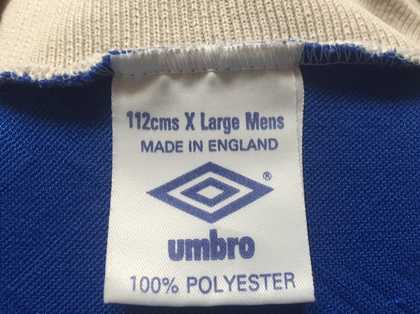 112cms X Large Mens
MADE IN ENGLAND
®
umbro
100% POLYESTER